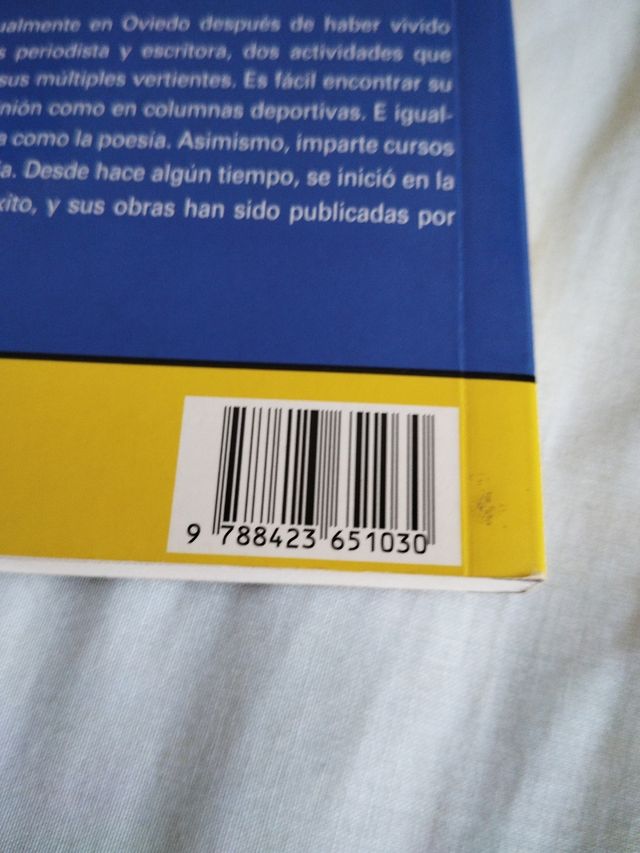 ualmente en Oviedo después de haber vivido
s periodista y escritora, dos actividades que
sus múltiples vertientes. Es fácil encontrar su
nión como en columnas deportivas. E igual-
a como la poesía. Asimismo, imparte cursos
a. Desde hace algún tiempo, se inició en la
xito, y sus obras han sido publicadas por
9 788423 651030